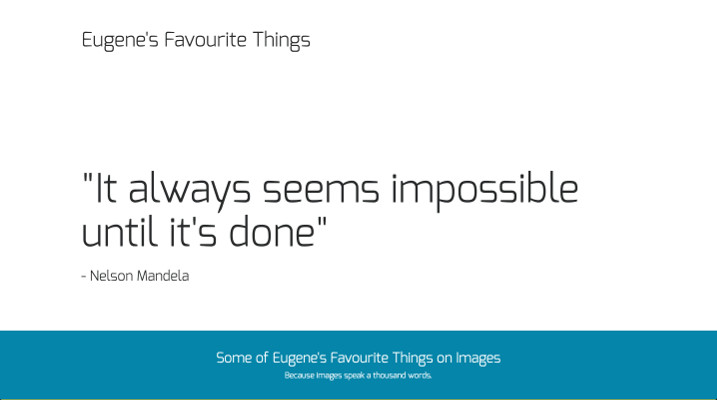 Eugene's Favourite Things
"It always seems impossible
until it's done"
- Nelson Mandela
Some of Eugene's Favourite Things on Images
Because images speak a thousand words.